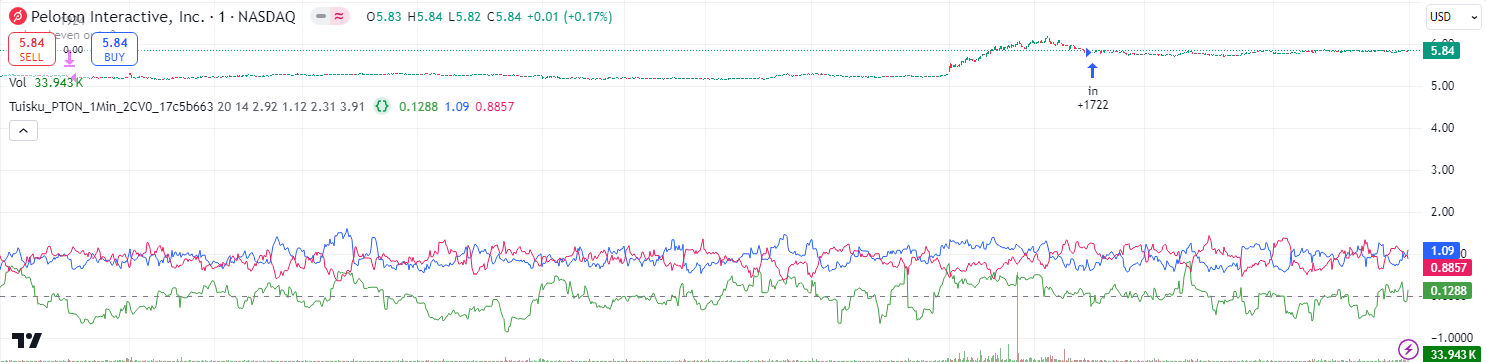 Peloton Interactive, Inc. · 1 · NASDAQ O5.83 H5.84 L5.82 C5.84 +0.01 (+0.17%)
USD
5.84
SELL
0.00
5.84
BUY
5.84
Vol 33.943 K
5.00
Tuisku_PTON_1Min_2CV0_17c5b663 20 14 2.92 1.12 2.31 3.91 0.1288 1.09 0.8857
in
+1722
4.00
3.00
2.00
1.09
0.8857
0.1288
−1.0000
33.943 K